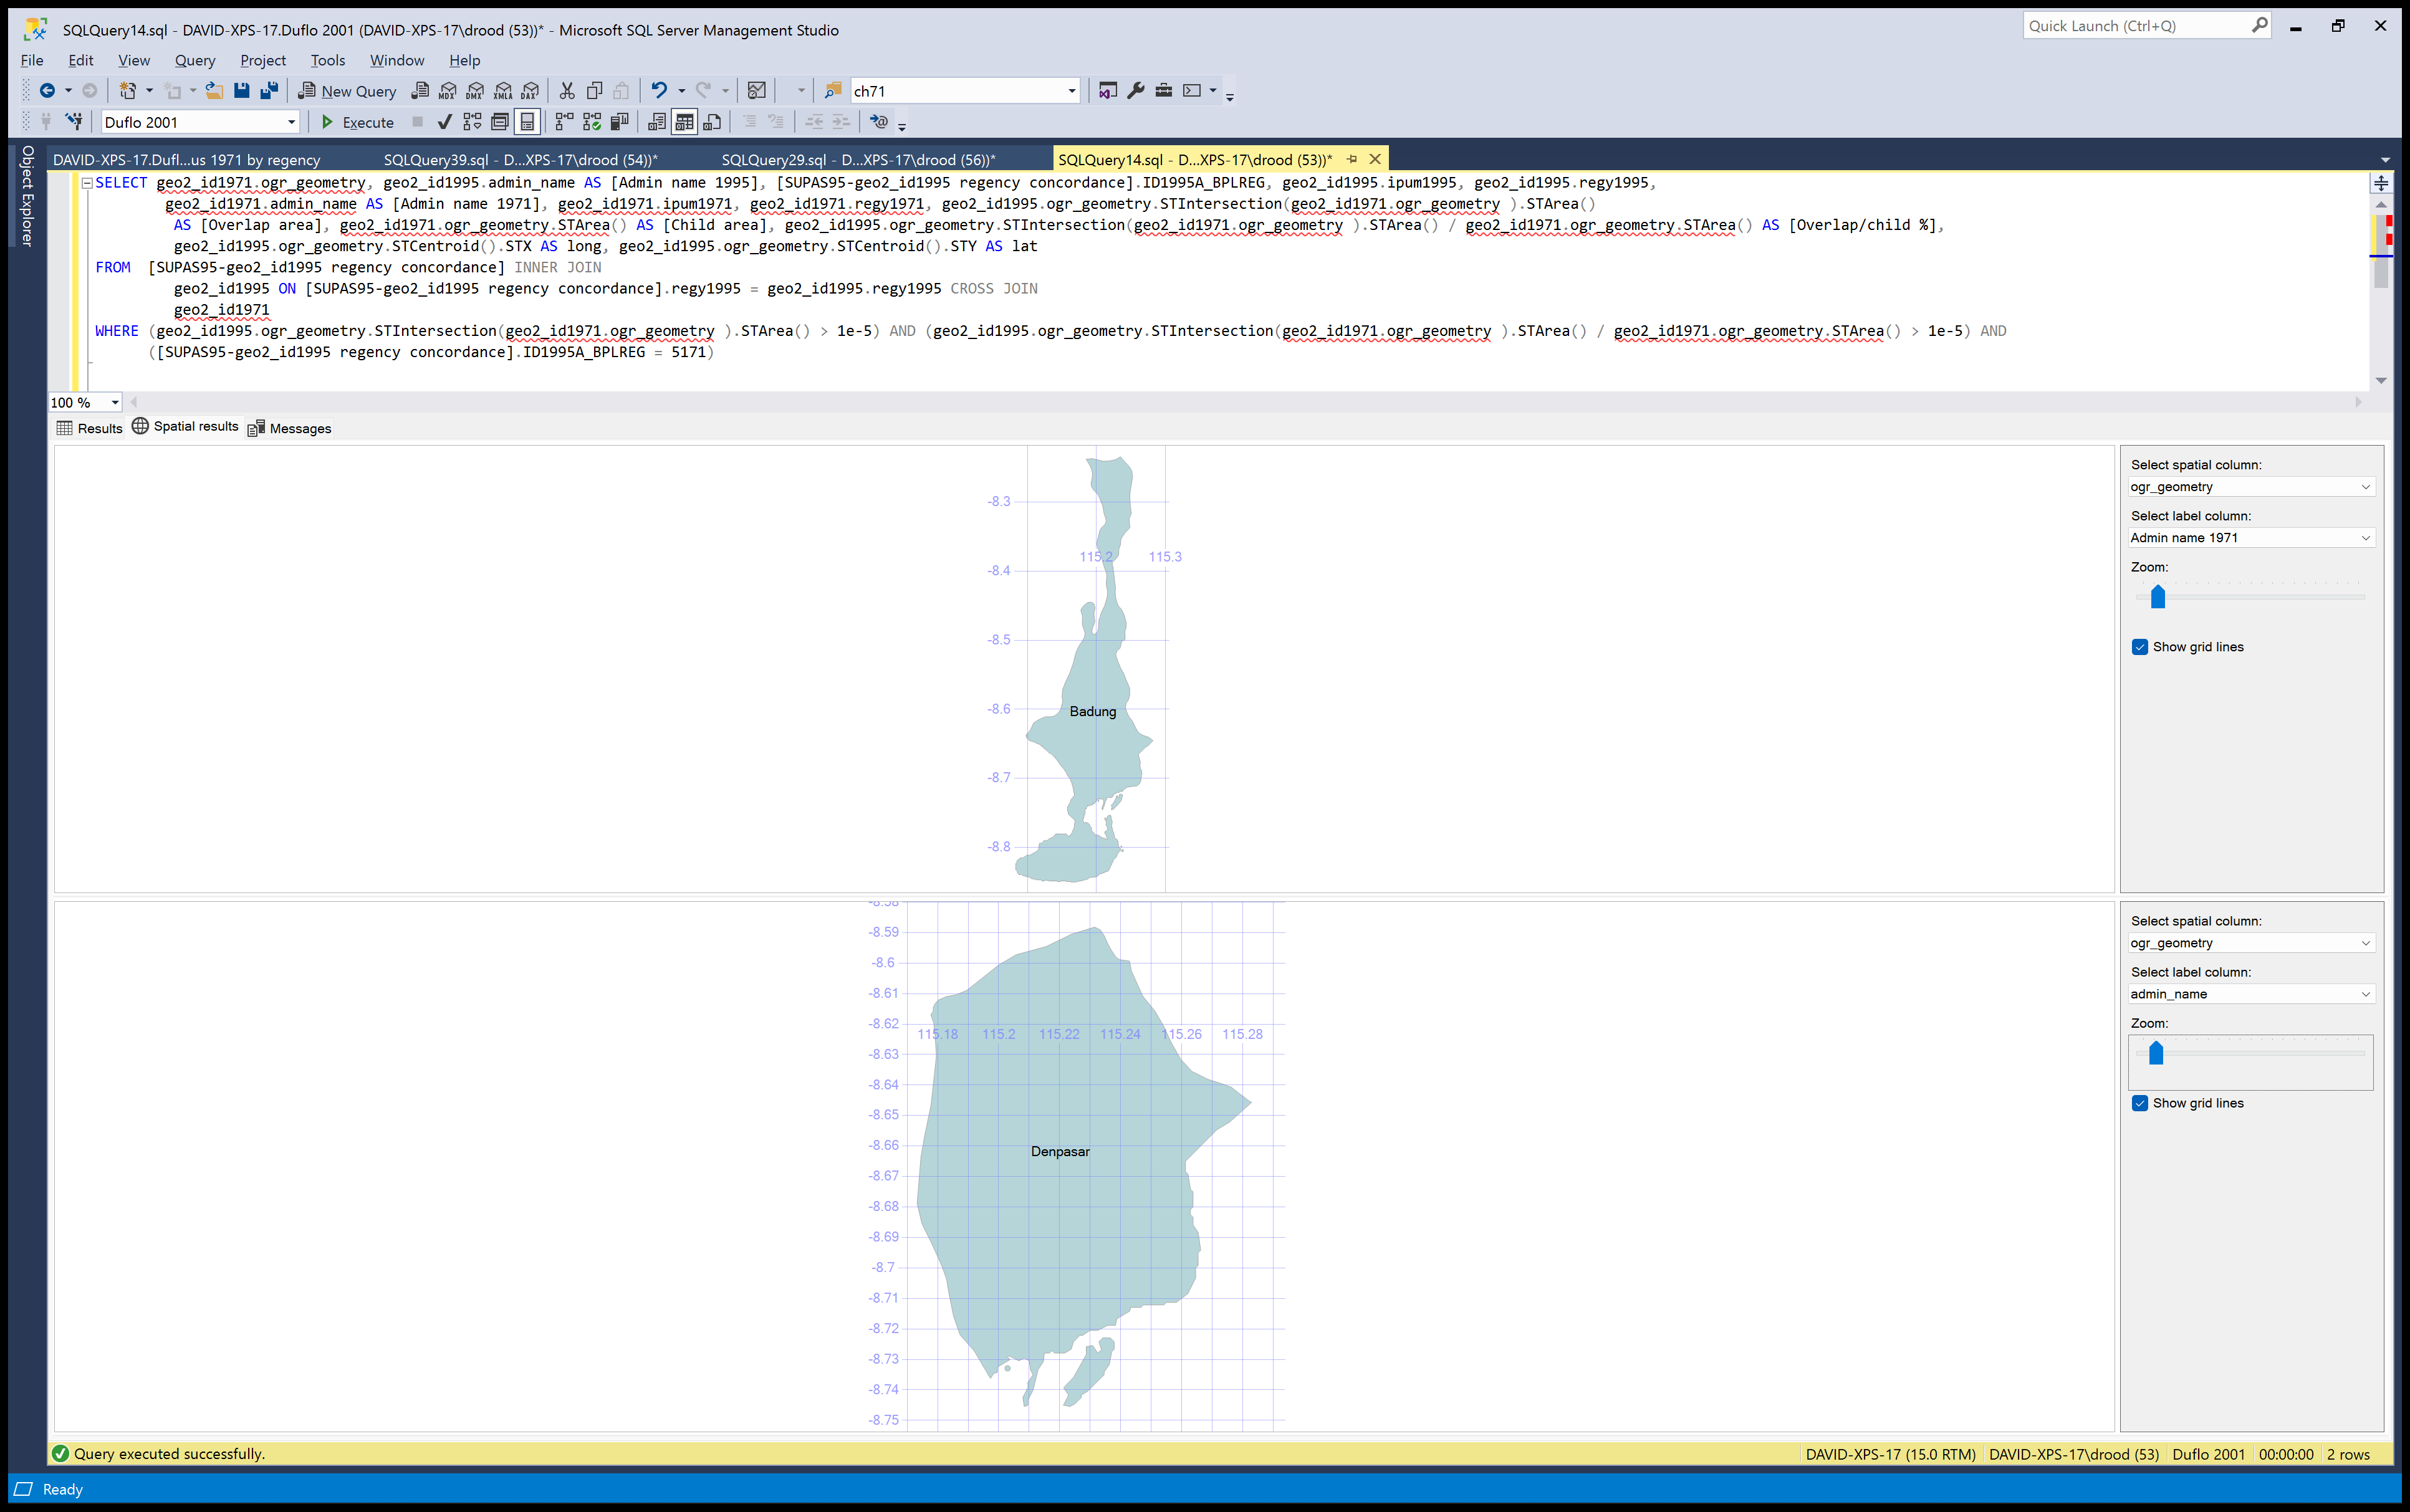 SQLQuery14.sql - DAVID-XPS-17.Duflo 2001 (DAVID-XPS-17\drood (53))* - Microsoft SQL Server Management Studio
Quick Launch (Ctrl+Q)
File Edit View Query Project Tools Window Help
New Query MDX DMX XMLA DAX ch71
Duflo 2001 Execute
Object Explorer
DAVID-XPS-17.Dufl...us 1971 by regency SQLQuery39.sql - D...XPS-17\drood (54))* SQLQuery29.sql - D...XPS-17\drood (56))* SQLQuery14.sql - D...XPS-17\drood (53))*
SELECT geo2_id1971.ogr_geometry, geo2_id1995.admin_name AS [Admin name 1995], [SUPAS95-geo2_id1995 regency concordance].ID1995A_BPLREG, geo2_id1995.ipum1995, geo2_id1995.regy1995,
geo2_id1971.admin_name AS [Admin name 1971], geo2_id1971.ipum1971, geo2_id1971.regy1971, geo2_id1995.ogr_geometry.STIntersection(geo2_id1971.ogr_geometry ).STArea()
AS [Overlap area], geo2_id1971.ogr_geometry.STArea() AS [Child area], geo2_id1995.ogr_geometry.STIntersection(geo2_id1971.ogr_geometry ).STArea() / geo2_id1971.ogr_geometry.STArea() AS [Overlap/child %],
geo2_id1995.ogr_geometry.STCentroid().STX AS long, geo2_id1995.ogr_geometry.STCentroid().STY AS lat
FROM [SUPAS95-geo2_id1995 regency concordance] INNER JOIN
geo2_id1995 ON [SUPAS95-geo2_id1995 regency concordance].regy1995 = geo2_id1995.regy1995 CROSS JOIN
geo2_id1971
WHERE (geo2_id1995.ogr_geometry.STIntersection(geo2_id1971.ogr_geometry ).STArea() > 1e-5) AND (geo2_id1995.ogr_geometry.STIntersection(geo2_id1971.ogr_geometry ).STArea() / geo2_id1971.ogr_geometry.STArea() > 1e-5) AND
([SUPAS95-geo2_id1995 regency concordance].ID1995A_BPLREG = 5171)
100 %
Results Spatial results Messages
-8.3
115.2 115.3
-8.4
-8.5
-8.6
Badung
-8.7
-8.8
Select spatial column:
ogr_geometry
Select label column:
Admin name 1971
Zoom:
Show grid lines
-8.58
-8.59
-8.6
-8.61
-8.62
115.18 115.2 115.22 115.24 115.26 115.28
-8.63
-8.64
-8.65
-8.66
Denpasar
-8.67
-8.68
-8.69
-8.7
-8.71
-8.72
-8.73
-8.74
-8.75
Select spatial column:
ogr_geometry
Select label column:
admin_name
Zoom:
Show grid lines
Query executed successfully. DAVID-XPS-17 (15.0 RTM) DAVID-XPS-17\drood (53) Duflo 2001 00:00:00 2 rows
Ready